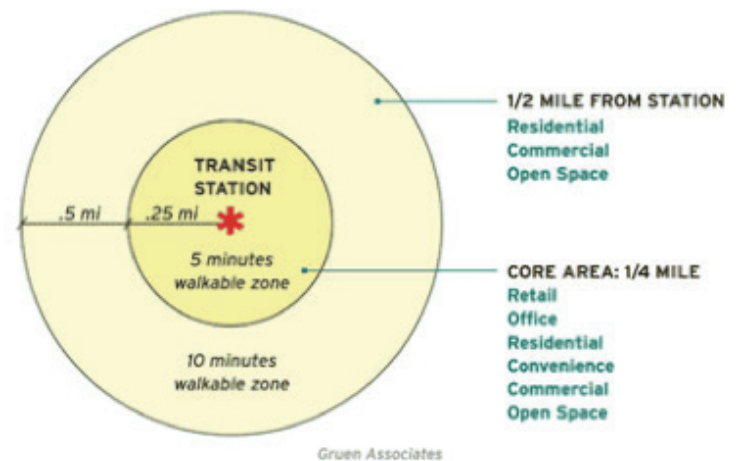 TRANSIT
STATION
.5 mi
.25 mi
5 minutes
walkable zone
10 minutes
walkable zone
1/2 MILE FROM STATION
Residential
Commercial
Open Space
CORE AREA: 1/4 MILE
Retail
Office
Residential
Convenience
Commercial
Open Space
Gruen Associates